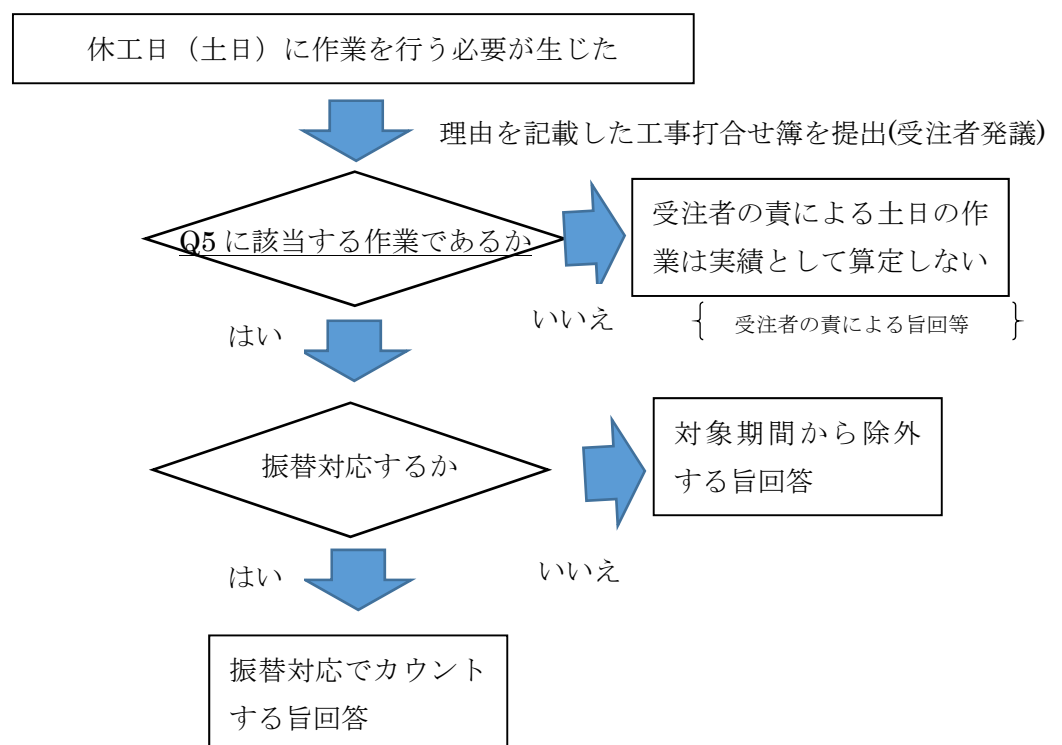 休工日（土日）に作業を行う必要が生じた
理由を記載した工事打合せ簿を提出(受注者発議)
Q5 に該当する作業であるか
受注者の責による土日の作
業は実績として算定しない
いいえ
受注者の責による旨回等
はい
振替対応するか
対象期間から除外
する旨回答
はい
いいえ
振替対応でカウント
する旨回答